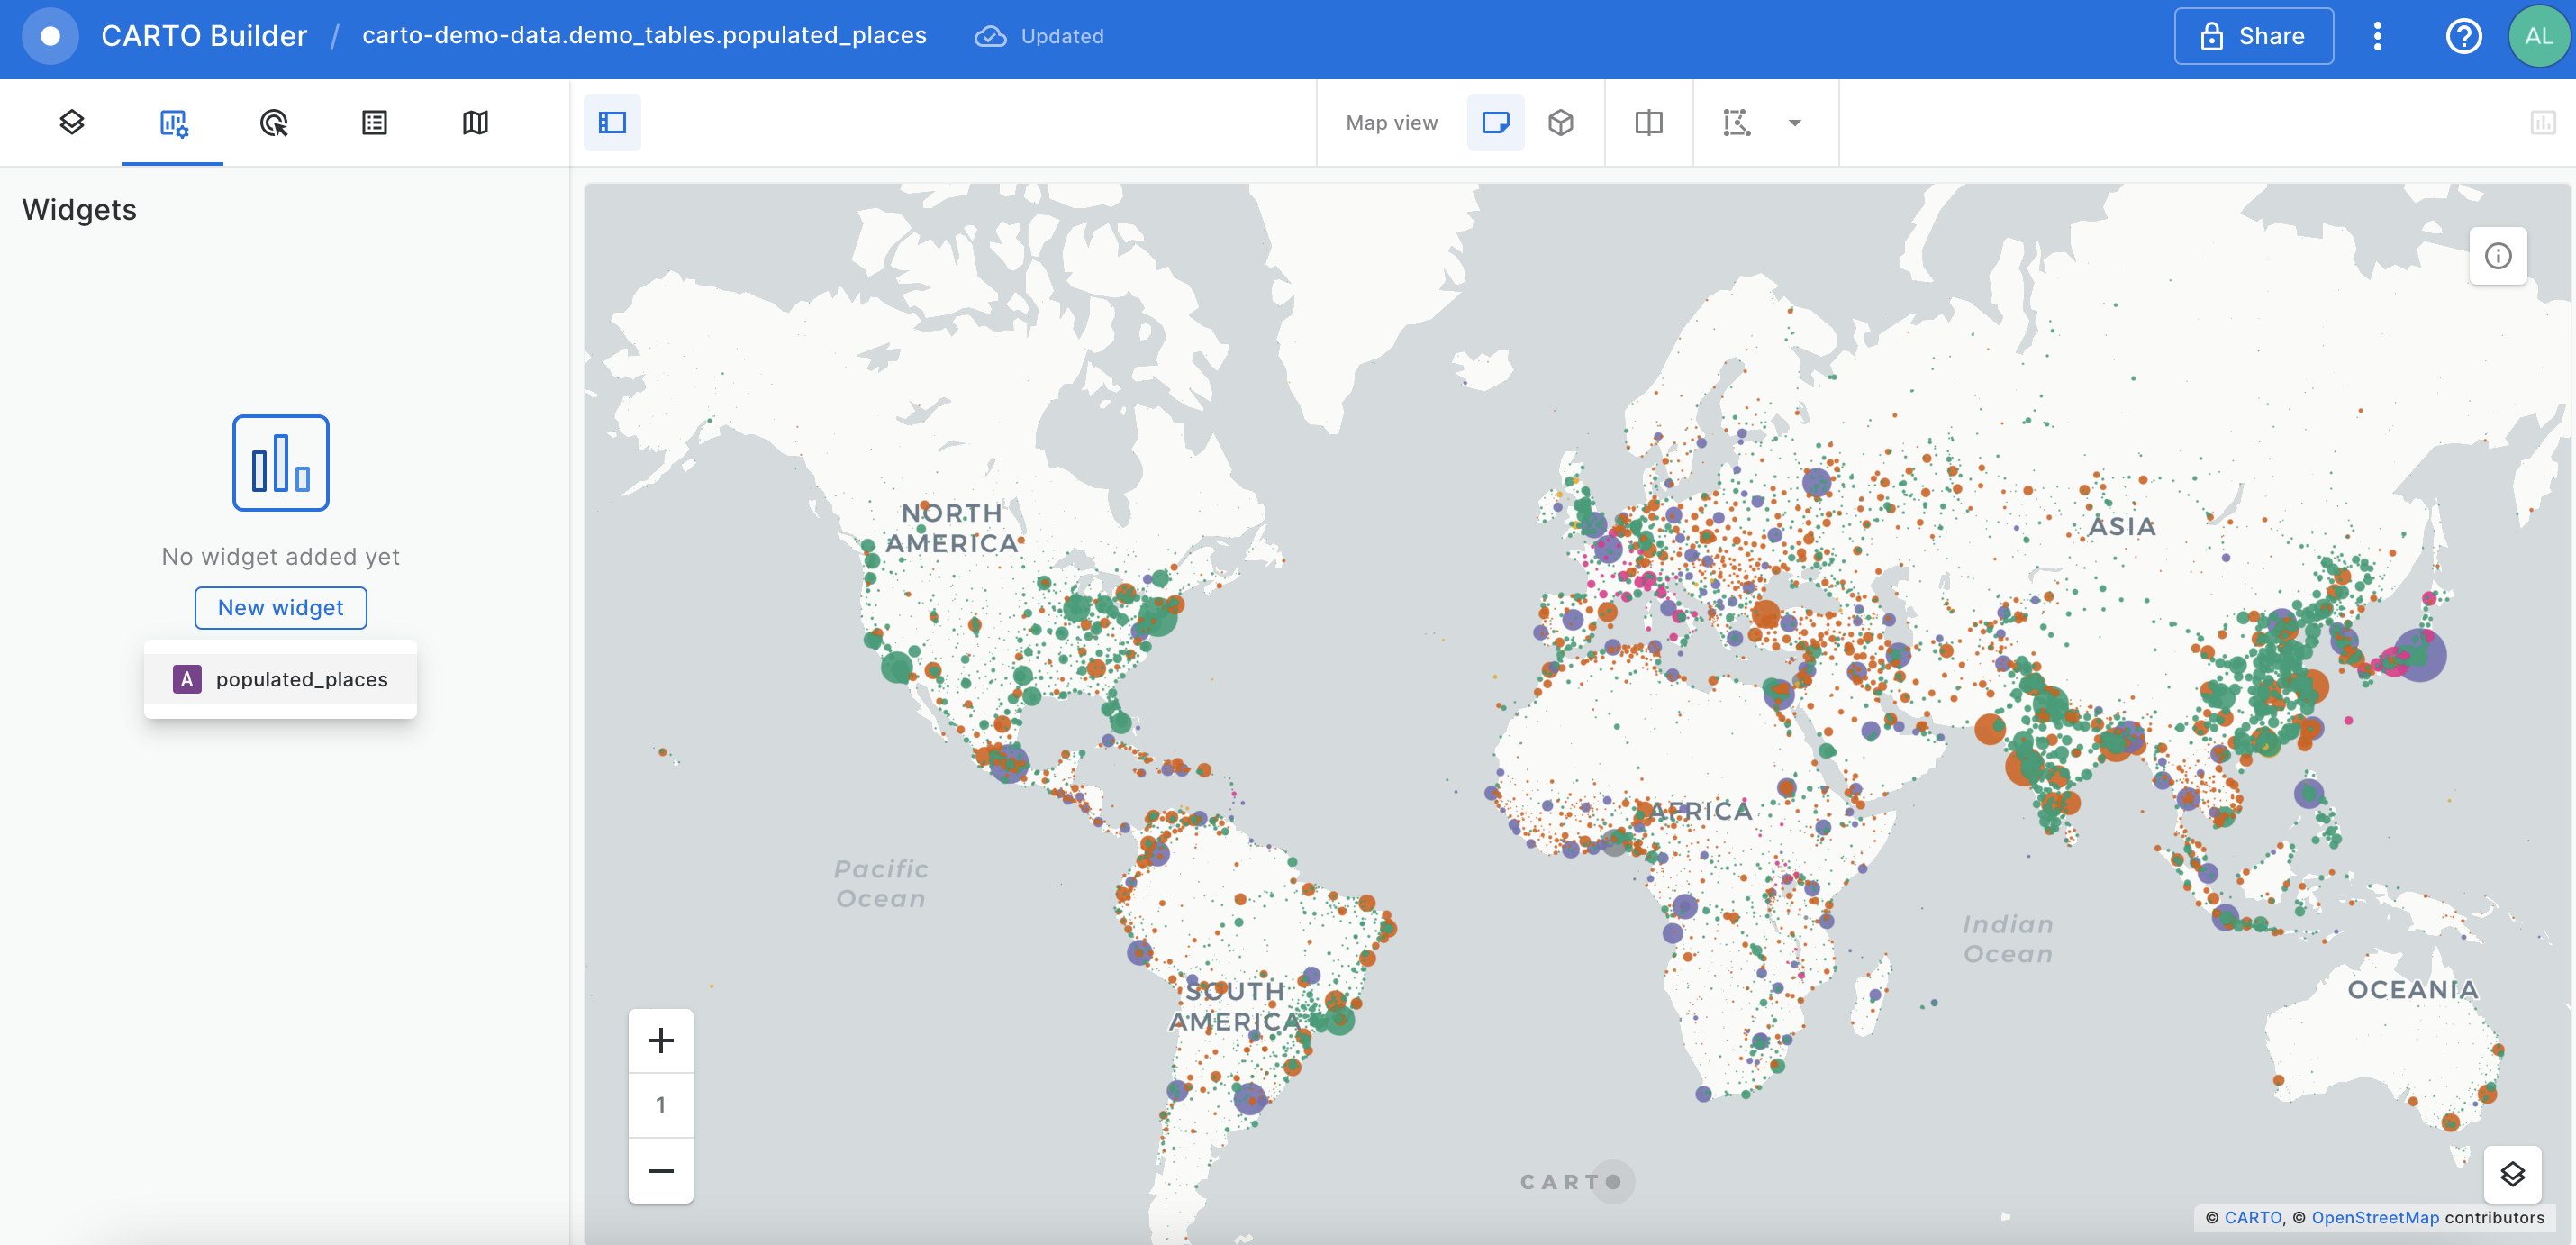 CARTO Builder / carto-demo-data.demo_tables.populated_places Updated
Share
AL
Map view
Widgets
No widget added yet
New widget
A populated_places
NORTH
AMERICA
ASIA
AFRICA
Pacific
Ocean
Indian
Ocean
SOUTH
AMERICA
OCEANIA
1
CARTO
© CARTO, © OpenStreetMap contributors